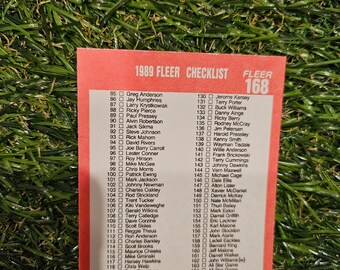 1989 FLEER CHECKLIST
FLEER
168
85 Greg Anderson
86 Jay Humphries
87 Larry Krystkowiak
88 Ricky Pierce
89 Paul Pressey
90 Alvin Robertson
91 Jack Sikma
92 Steve Johnson
93 Rick Mahorn
94 David Rivers
95 Joe Barry Carroll
96 Lester Conner
97 Roy Hinson
98 Mike McGee
99 Chris Morris
100 Patrick Ewing
101 Mark Jackson
102 Johnny Newman
103 Charles Oakley
104 Rod Strickland
105 Trent Tucker
106 Kiki Vandeweghe
107 Gerald Wilkins
108 Terry Catledge
109 Dave Corzine
110 Scott Skiles
111 Reggie Theus
112 Ron Anderson
113 Charles Barkley
114 Scott Brooks
115 Maurice Cheeks
116 Mike Gminski
117 Hersey Hawkins
118 Chris Welp
130 Jerome Kersey
131 Terry Porter
132 Buck Williams
133 Danny Ainge
134 Ricky Berry
135 Rodney McCray
136 Jim Petersen
137 Harold Pressley
138 Kenny Smith
139 Wayman Tisdale
140 Willie Anderson
141 Frank Brickowski
142 Terry Cummings
143 Johnny Dawkins
144 Vern Maxwell
145 Michael Cage
146 Dale Ellis
147 Alton Lister
148 Xavier McDaniel
149 Derrick McKey
150 Nate McMillan
151 Thurl Bailey
152 Mark Eaton
153 Darrell Griffith
154 Eric Leckner
155 Karl Malone
156 John Stockton
157 Mark Alarie
158 Ledell Eackles
159 Bernard King
160 Jeff Malone
161 Darrell Walker
162 John Williams
163 All Star Game